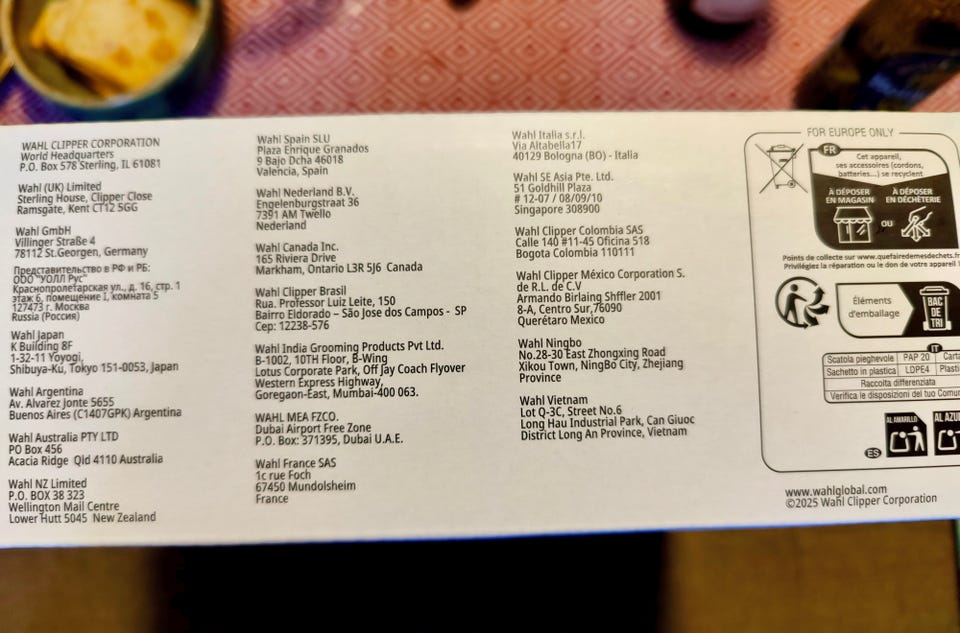 WAHL CLIPPER CORPORATION
World Headquarters
P.O. Box 578 Sterling, IL 61081
Wahl (UK) Limited
Sterling House, Clipper Close
Ramsgate, Kent CT12 5GG
Wahl GmbH
Villinger Straße 4
78112 St.Georgen, Germany
Представительство в РФ и РБ:
ООО "УОЛЛ Рус"
Краснопролетарская ул., д. 16, стр. 1
этаж 6, помещение I, комната 5
127473 г. Москва
Russia (Россия)
Wahl Japan
K Building 8F
1-32-11 Yoyogi,
Shibuya-Ku, Tokyo 151-0053, Japan
Wahl Argentina
Av. Alvarez Jonte 5655
Buenos Aires (C1407GPK) Argentina
Wahl Australia PTY LTD
PO Box 456
Acacia Ridge Qld 4110 Australia
Wahl NZ Limited
P.O. BOX 38 323
Wellington Mail Centre
Lower Hutt 5045 New Zealand
Wahl Spain SLU
Plaza Enrique Granados
9 Bajo Dcha 46018
Valencia, Spain
Wahl Nederland B.V.
Engelenburgstraat 36
7391 AM Twello
Nederland
Wahl Canada Inc.
165 Riviera Drive
Markham, Ontario L3R 5J6 Canada
Wahl Clipper Brasil
Rua. Professor Luiz Leite, 150
Bairro Eldorado – São Jose dos Campos - SP
Cep: 12238-576
Wahl India Grooming Products Pvt Ltd.
B-1002, 10TH Floor, B-Wing
Lotus Corporate Park, Off Jay Coach Flyover
Western Express Highway,
Goregaon-East, Mumbai-400 063.
WAHL MEA FZCO.
Dubai Airport Free Zone
P.O. Box: 371395, Dubai U.A.E.
Wahl France SAS
1c rue Foch
67450 Mundolsheim
France
Wahl Italia s.r.l.
Via Altabella17
40129 Bologna (BO) - Italia
Wahl SE Asia Pte. Ltd.
51 Goldhill Plaza
# 12-07 / 08/09/10
Singapore 308900
Wahl Clipper Colombia SAS
Calle 140 #11-45 Oficina 518
Bogota Colombia 110111
Wahl Clipper México Corporation S.
de R.L. de C.V
Armando Birlaing Shffler 2001
8-A, Centro Sur,76090
Querétaro Mexico
Wahl Ningbo
No.28-30 East Zhongxing Road
Xikou Town, NingBo City, Zhejiang
Province
Wahl Vietnam
Lot Q-3C, Street No.6
Long Hau Industrial Park, Can Giuoc
District Long An Province, Vietnam
FOR EUROPE ONLY
FR
Cet appareil,
ses accessoires (cordons,
batteries...) se recyclent
À DÉPOSER
EN MAGASIN
OU
À DÉPOSER
EN DÉCHÈTERIE
Points de collecte sur www.quefairedemesdechets.fr
Privilégiez la réparation ou le don de votre appareil !
Éléments
d'emballage
BAC
DE
TRI
IT
Scatola pieghevole PAP 20 Carta
Sachetto in plastica LDPE4 Plasti
Raccolta differenziata
Verifica le disposizioni del tuo Comun
ES
AL AMARILLO
AL AZUL
www.wahlglobal.com
©2025 Wahl Clipper Corporation